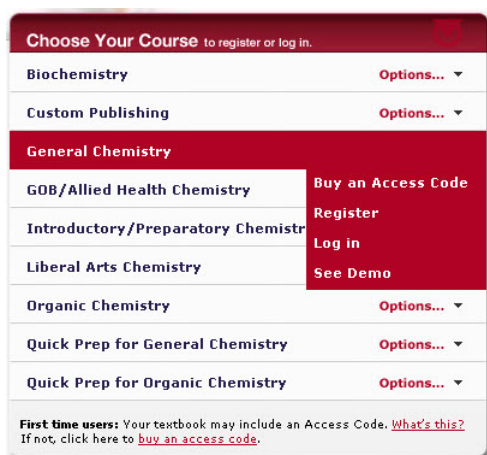 Choose Your Course to register or log in.
Biochemistry Options...
Custom Publishing Options...
General Chemistry
GOB/Allied Health Chemistry
Buy an Access Code
Register
Introductory/Preparatory Chemistr
Log in
Liberal Arts Chemistry
See Demo
Organic Chemistry Options...
Quick Prep for General Chemistry Options...
Quick Prep for Organic Chemistry Options...
First time users: Your textbook may include an Access Code. What's this?
If not, click here to buy an access code.